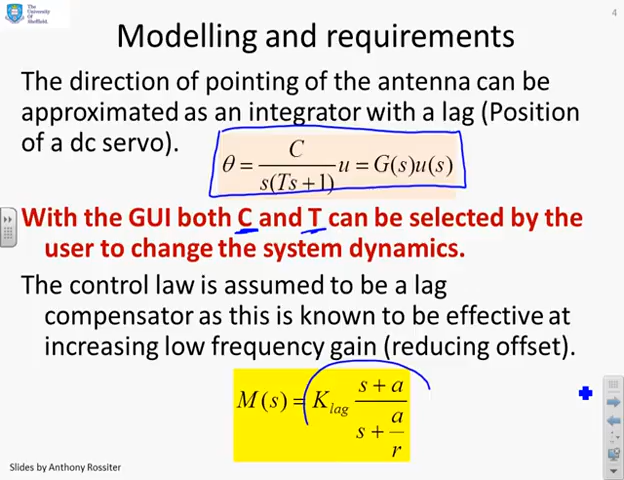 The
University
Of
Sheffield.
4
Modelling and requirements
The direction of pointing of the antenna can be
approximated as an integrator with a lag (Position
of a dc servo).
θ = C / s(Ts + 1) u = G(s)u(s)
With the GUI both C and T can be selected by the
user to change the system dynamics.
The control law is assumed to be a lag
compensator as this is known to be effective at
increasing low frequency gain (reducing offset).
M(s) = K_lag (s + a) / (s + a/r)
Slides by Anthony Rossiter